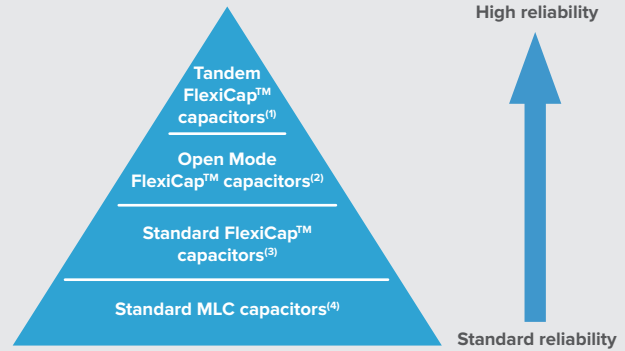 High reliability
Tandem
FlexiCap™
capacitors(1)
Open Mode
FlexiCap™ capacitors(2)
Standard FlexiCap™
capacitors(3)
Standard MLC capacitors(4)
Standard reliability